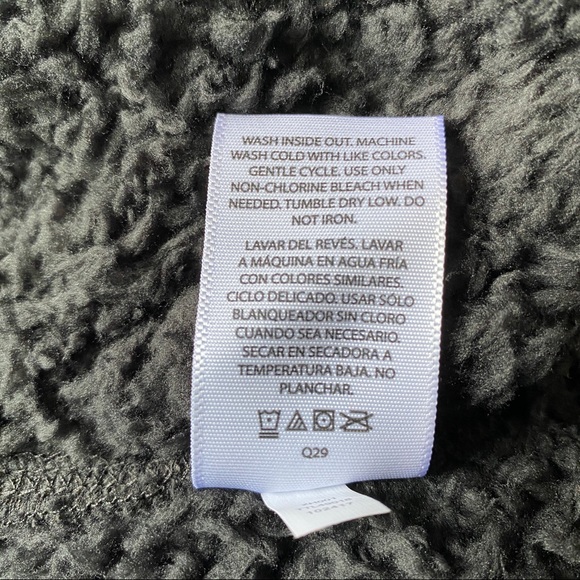 WASH INSIDE OUT. MACHINE
WASH COLD WITH LIKE COLORS.
GENTLE CYCLE. USE ONLY
NON-CHLORINE BLEACH WHEN
NEEDED. TUMBLE DRY LOW. DO
NOT IRON.
LAVAR DEL REVÉS. LAVAR
A MÁQUINA EN AGUA FRÍA
CON COLORES SIMILARES.
CICLO DELICADO. USAR SÓLO
BLANQUEADOR SIN CLORO
CUANDO SEA NECESARIO.
SECAR EN SECADORA A
TEMPERATURA BAJA. NO
PLANCHAR.
Q29